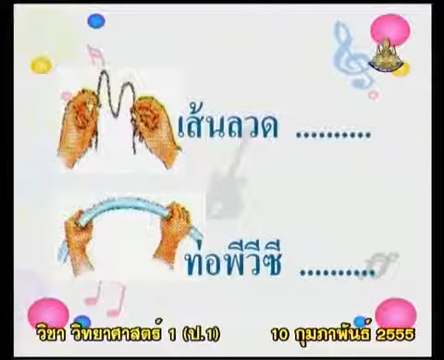 เส้นลวด ..........
ท่อพีวีซี ..........
วิชา วิทยาศาสตร์ 1 (ป.1) 10 กุมภาพันธ์ 2555